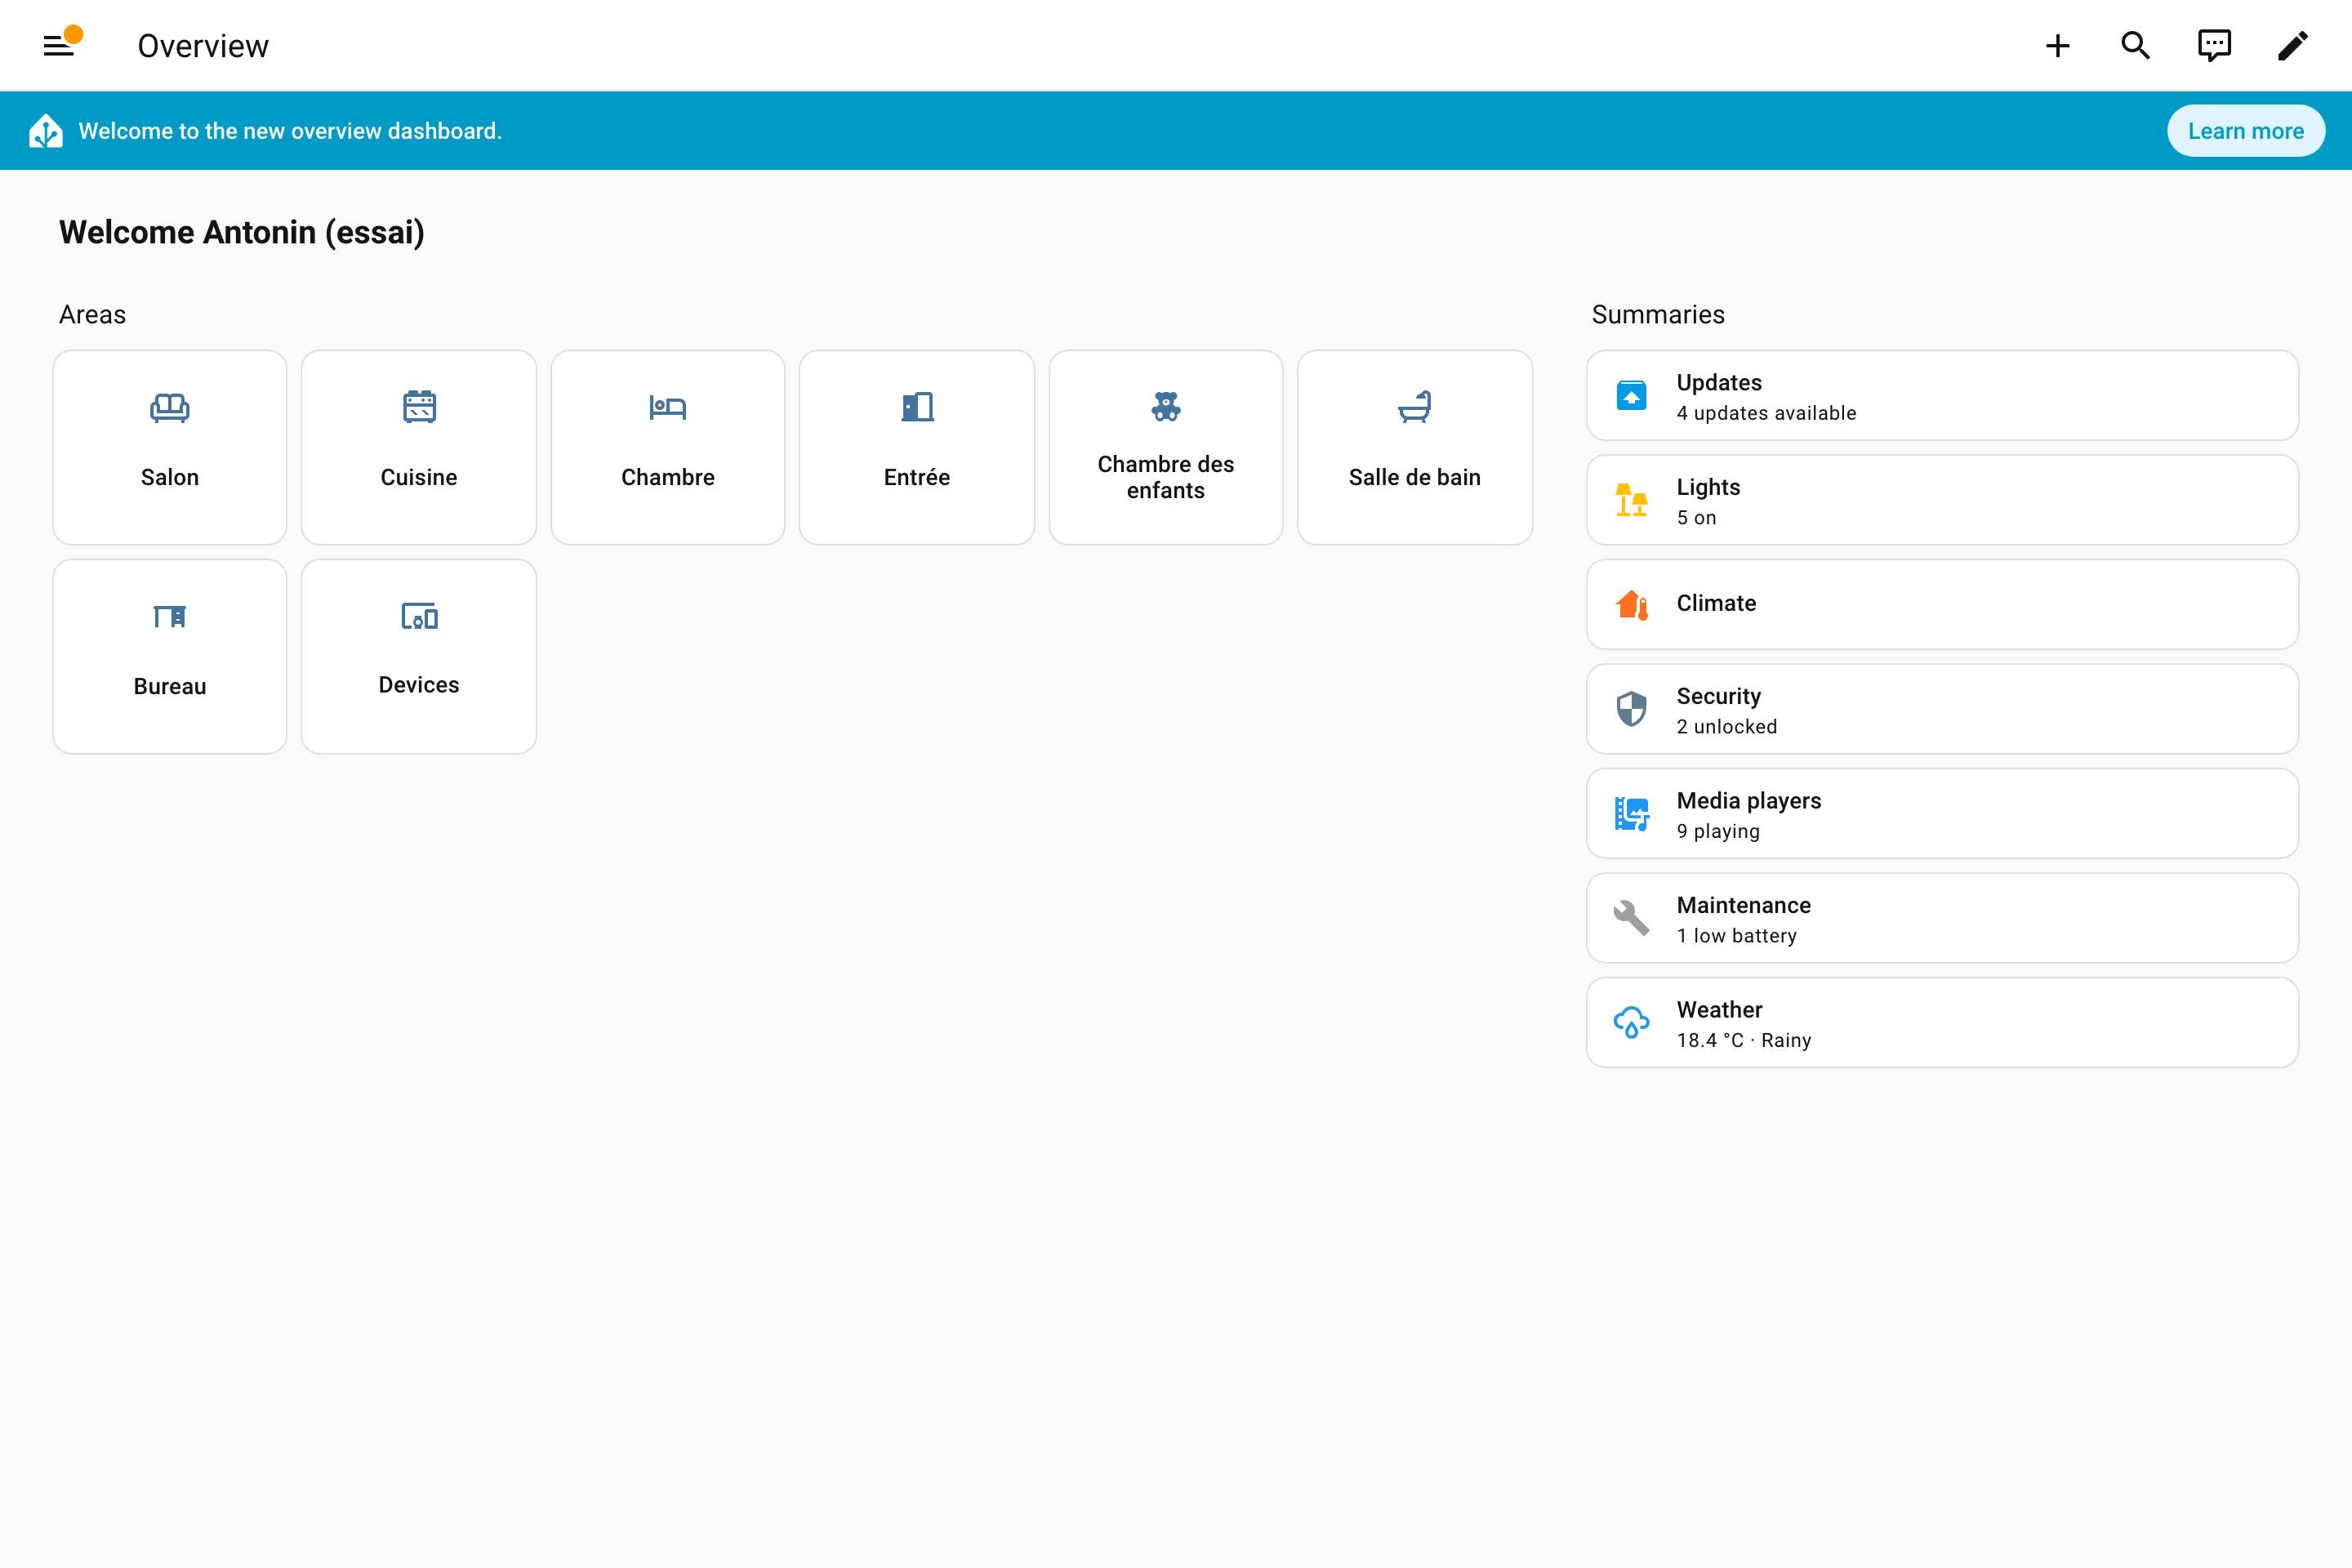 Overview
Welcome to the new overview dashboard.
Learn more
Welcome Antonin (essai)
Areas
Salon
Cuisine
Chambre
Entrée
Chambre des
enfants
Salle de bain
Bureau
Devices
Summaries
Updates
4 updates available
Lights
5 on
Climate
Security
2 unlocked
Media players
9 playing
Maintenance
1 low battery
Weather
18.4 °C · Rainy